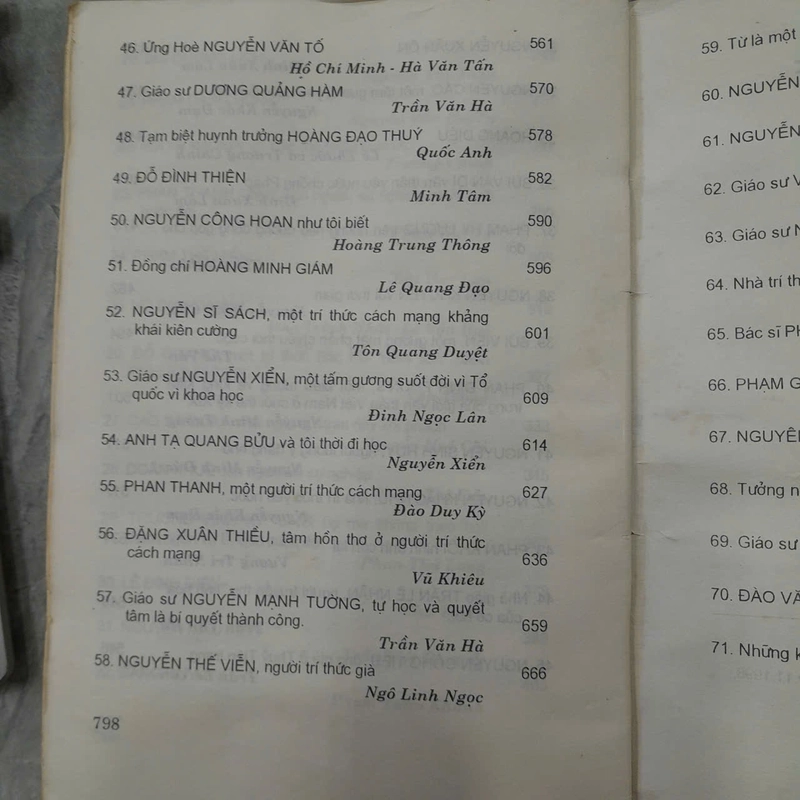 46. Ứng Hoè NGUYỄN VĂN TỐ 561
Hồ Chí Minh - Hà Văn Tấn
47. Giáo sư DƯƠNG QUẢNG HÀM 570
Trần Văn Hà
48. Tạm biệt huynh trưởng HOÀNG ĐẠO THUÝ 578
Quốc Anh
49. ĐỖ ĐÌNH THIỆN 582
Minh Tâm
50. NGUYỄN CÔNG HOAN như tôi biết 590
Hoàng Trung Thông
51. Đồng chí HOÀNG MINH GIÁM 596
Lê Quang Đạo
52. NGUYỄN SĨ SÁCH, một trí thức cách mạng khảng
khái kiên cường 601
Tôn Quang Duyệt
53. Giáo sư NGUYỄN XIỂN, một tấm gương suốt đời vì Tổ
quốc vì khoa học 609
Đinh Ngọc Lân
54. ANH TẠ QUANG BỬU và tôi thời đi học 614
Nguyễn Xiển
55. PHAN THANH, một người trí thức cách mạng 627
Đào Duy Kỳ
56. ĐẶNG XUÂN THIỀU, tâm hồn thơ ở người trí thức
cách mạng 636
Vũ Khiêu
57. Giáo sư NGUYỄN MẠNH TƯỜNG, tự học và quyết
tâm là bí quyết thành công. 659
Trần Văn Hà
58. NGUYỄN THẾ VIỄN, người trí thức già 666
Ngô Linh Ngọc
798
59. Từ là một
60. NGUYỄN
61. NGUYỄN
62. Giáo sư
63. Giáo sư
64. Nhà trí
65. Bác sĩ
66. PHẠM
67. NGUYỄN
68. Tưởng
69. Giáo sư
70. ĐÀO
71. Những